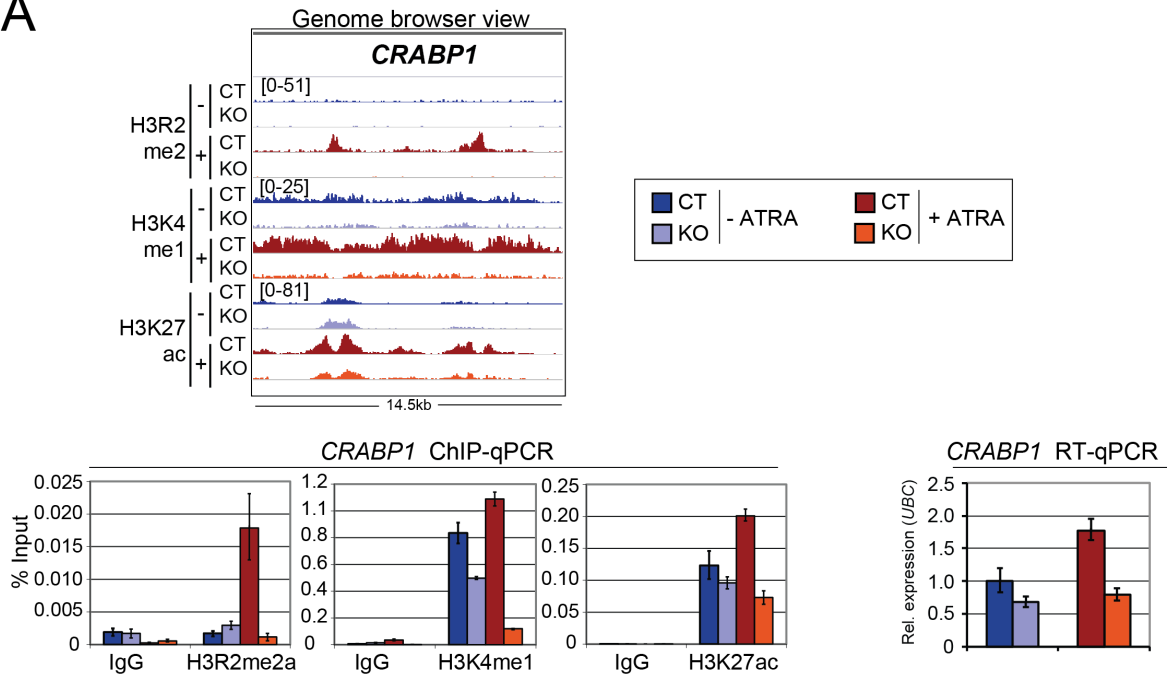 A
Genome browser view
CRABP1
H3R2
me2
-
+
CT
KO
CT
KO
[0-51]
H3K4
me1
-
+
CT
KO
CT
KO
[0-25]
H3K27
ac
-
+
CT
KO
CT
KO
[0-81]
14.5kb
CT
KO
- ATRA
CT
KO
+ ATRA
CRABP1 ChIP-qPCR
% Input
0.025
0.020
0.015
0.010
0.005
0
IgG H3R2me2a
1.2
1.1
0.8
0.6
0.4
0.2
0
IgG H3K4me1
0.25
0.20
0.15
0.10
0.05
0
IgG H3K27ac
CRABP1 RT-qPCR
Rel. expression (UBC)
2.5
2.0
1.5
1.0
0.5
0